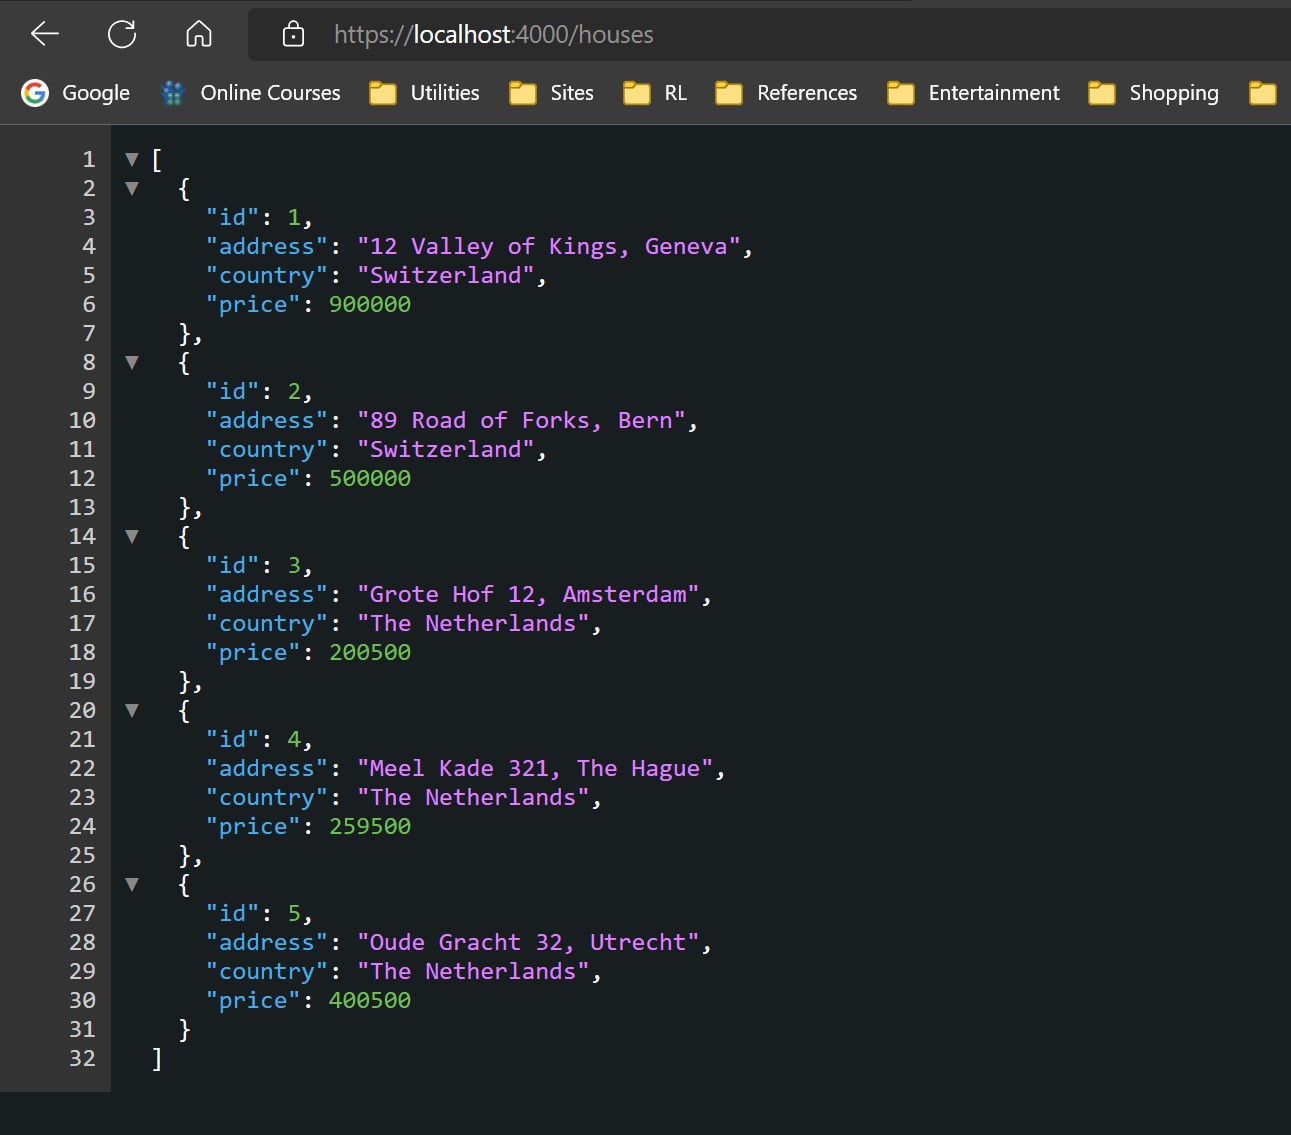 https://localhost:4000/houses
Google Online Courses Utilities Sites RL References Entertainment Shopping
1 [
2 {
3 "id": 1,
4 "address": "12 Valley of Kings, Geneva",
5 "country": "Switzerland",
6 "price": 900000
7 },
8 {
9 "id": 2,
10 "address": "89 Road of Forks, Bern",
11 "country": "Switzerland",
12 "price": 500000
13 },
14 {
15 "id": 3,
16 "address": "Grote Hof 12, Amsterdam",
17 "country": "The Netherlands",
18 "price": 200500
19 },
20 {
21 "id": 4,
22 "address": "Meel Kade 321, The Hague",
23 "country": "The Netherlands",
24 "price": 259500
25 },
26 {
27 "id": 5,
28 "address": "Oude Gracht 32, Utrecht",
29 "country": "The Netherlands",
30 "price": 400500
31 }
32 ]